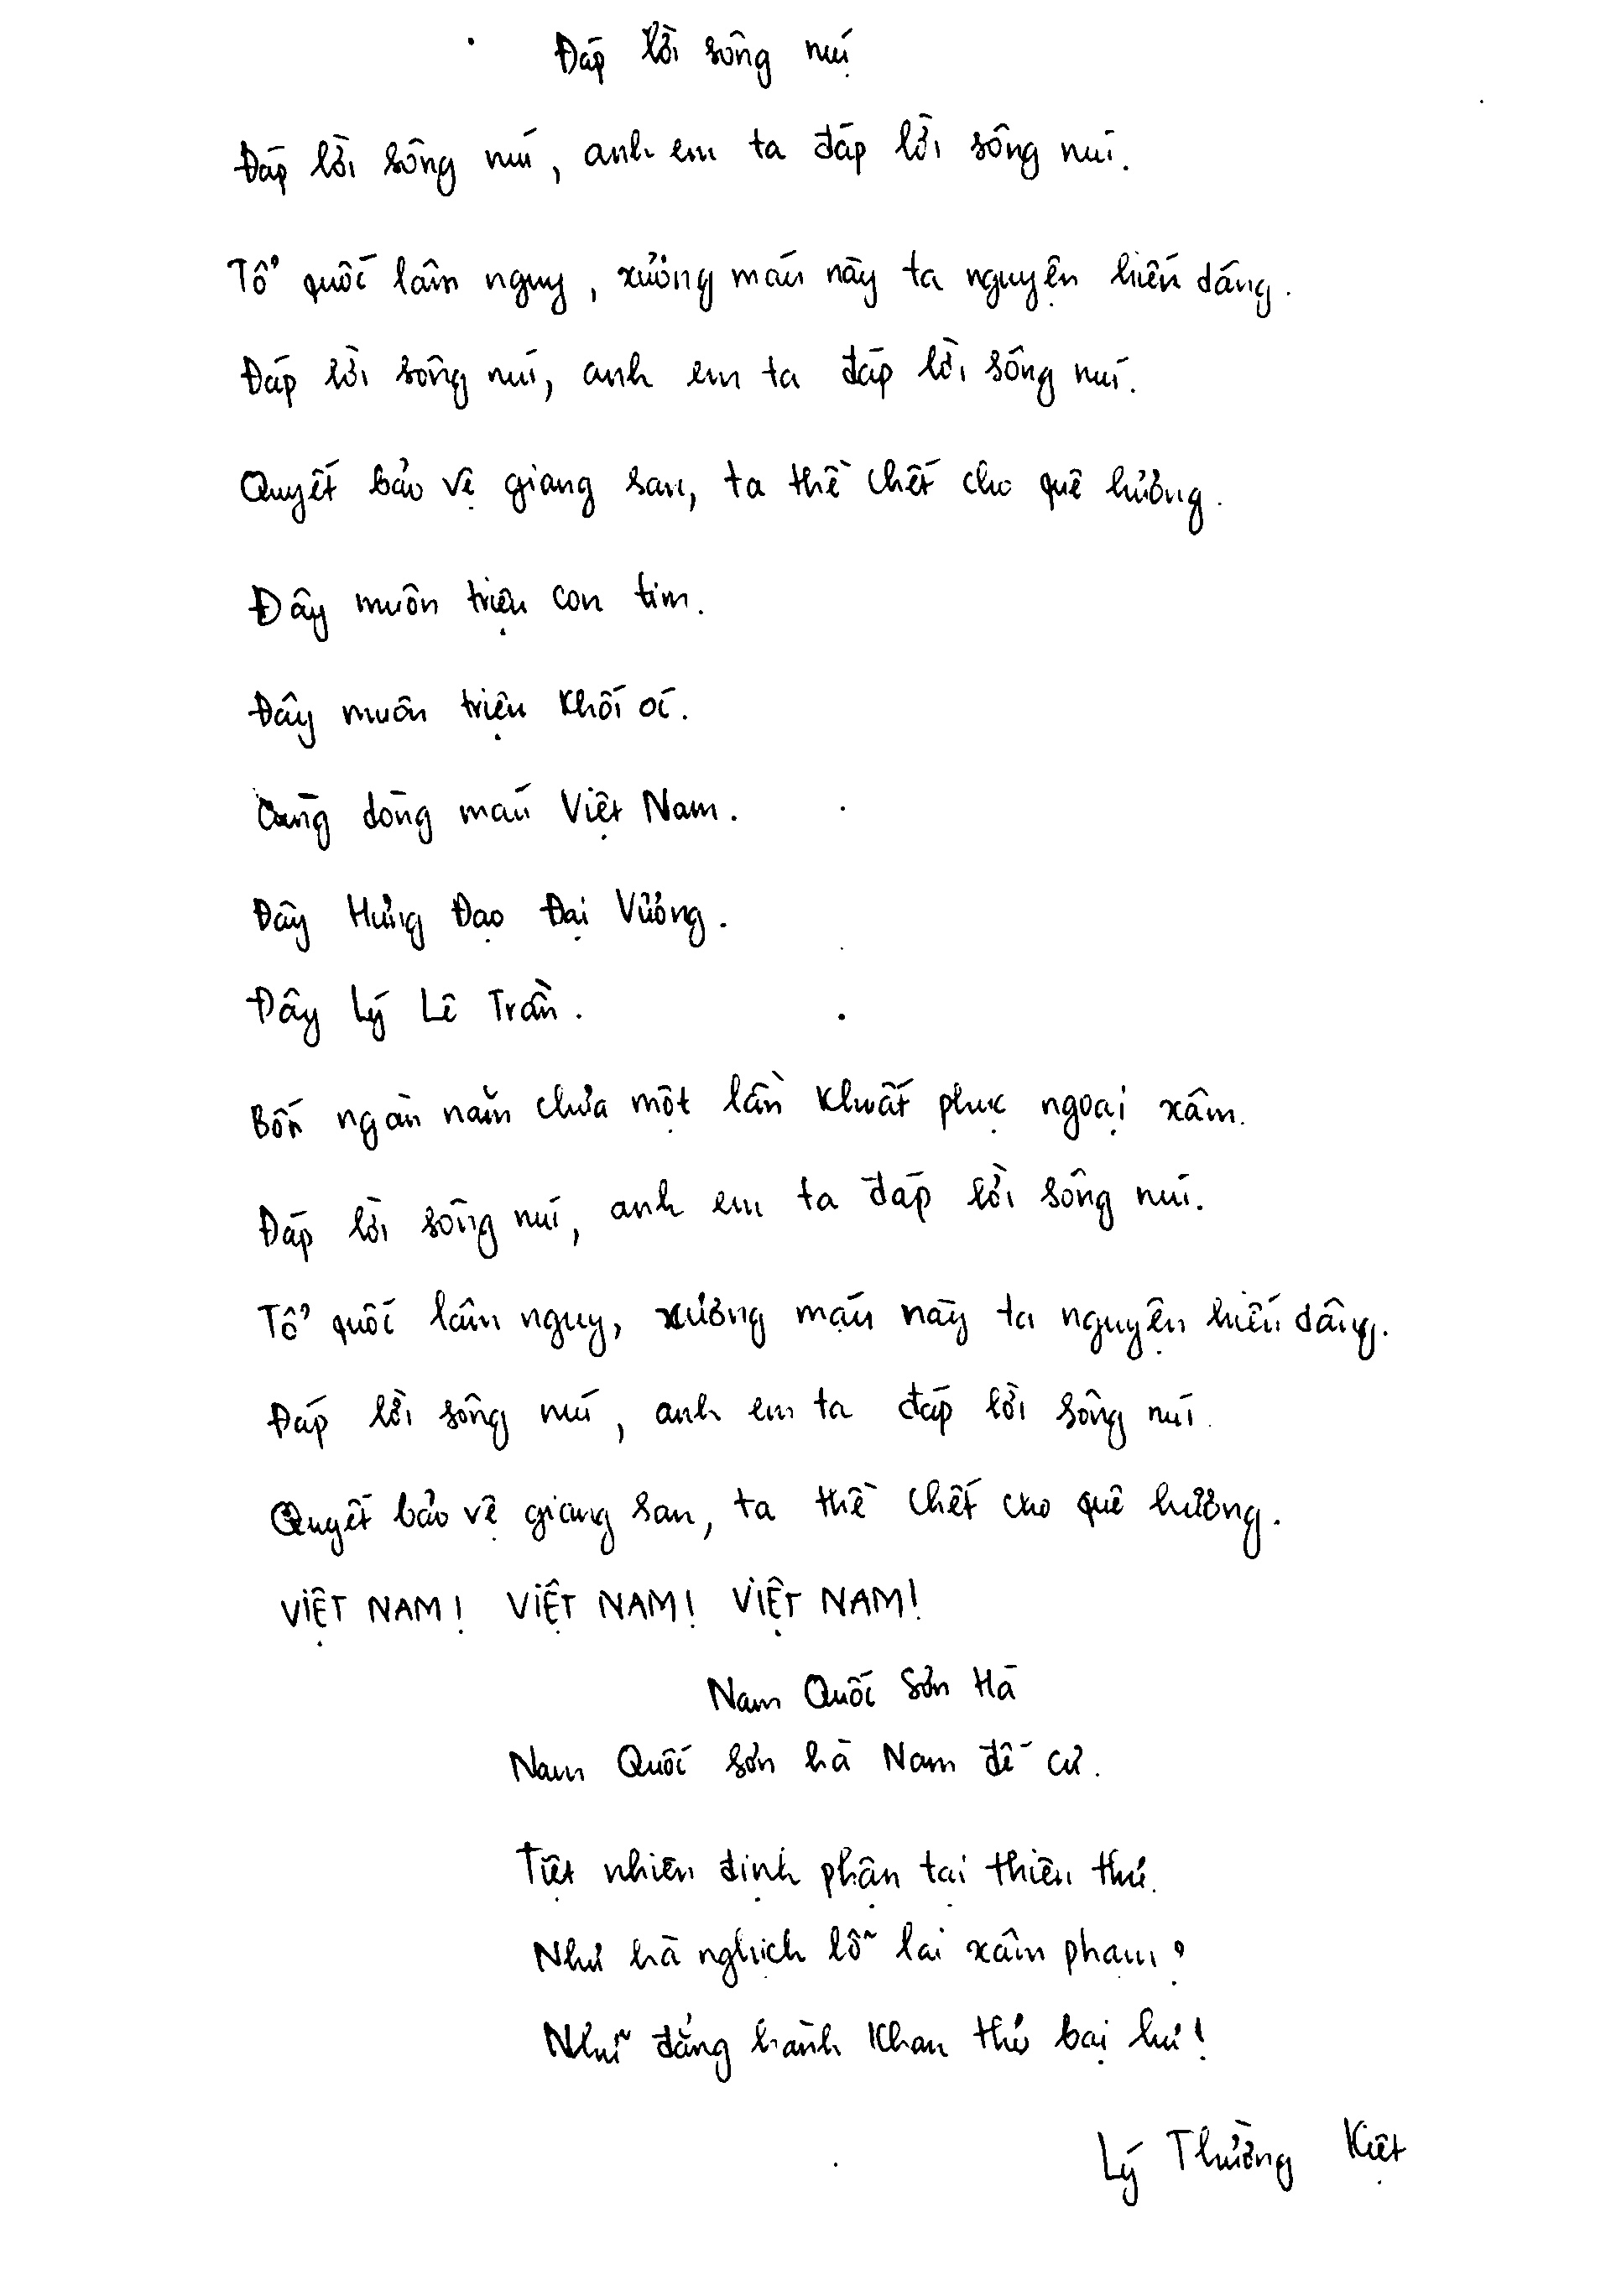 Đáp lời sông núi
Đáp lời sông núi, anh em ta đáp lời sông núi.
Tổ quốc lâm nguy, xương máu này ta nguyện hiến dâng.
Đáp lời sông núi, anh em ta đáp lời sông núi.
Quyết bảo vệ giang san, ta thề chết cho quê hương.
Đây muôn triệu con tim.
Đây muôn triệu khối óc.
Cùng dòng máu Việt Nam.
Đây Hưng Đạo Đại Vương.
Đây Lý Lê Trần.
Bốn ngàn năm chưa một lần khuất phục ngoại xâm.
Đáp lời sông núi, anh em ta đáp lời sông núi.
Tổ quốc lâm nguy, xương máu này ta nguyện hiến dâng.
Đáp lời sông núi, anh em ta đáp lời sông núi.
Quyết bảo vệ giang san, ta thề chết cho quê hương.
VIỆT NAM! VIỆT NAM! VIỆT NAM!
Nam Quốc Sơn Hà
Nam Quốc sơn hà Nam đế cư.
Tiệt nhiên định phận tại thiên thư.
Như hà nghịch lỗ lai xâm phạm?
Nhữ đẳng hành khan thủ bại hư!
Lý Thường Kiệt